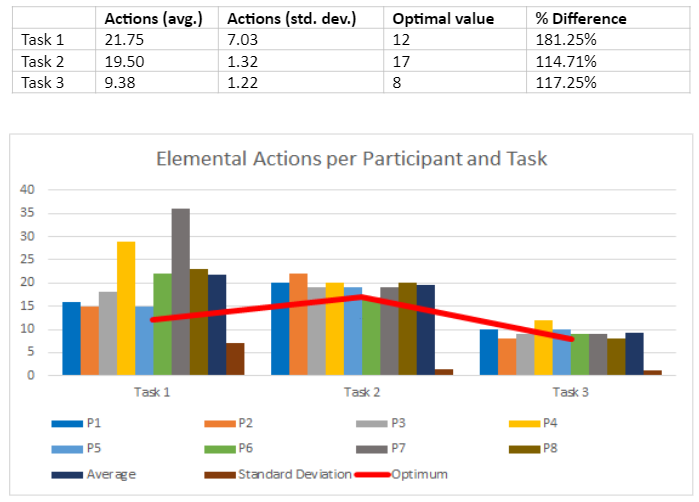 Actions (avg.) Actions (std. dev.) Optimal value % Difference
Task 1 21.75 7.03 12 181.25%
Task 2 19.50 1.32 17 114.71%
Task 3 9.38 1.22 8 117.25%
Elemental Actions per Participant and Task
40
35
30
25
20
15
10
5
0
Task 1 Task 2 Task 3
P1 P2 P3 P4
P5 P6 P7 P8
Average Standard Deviation Optimum